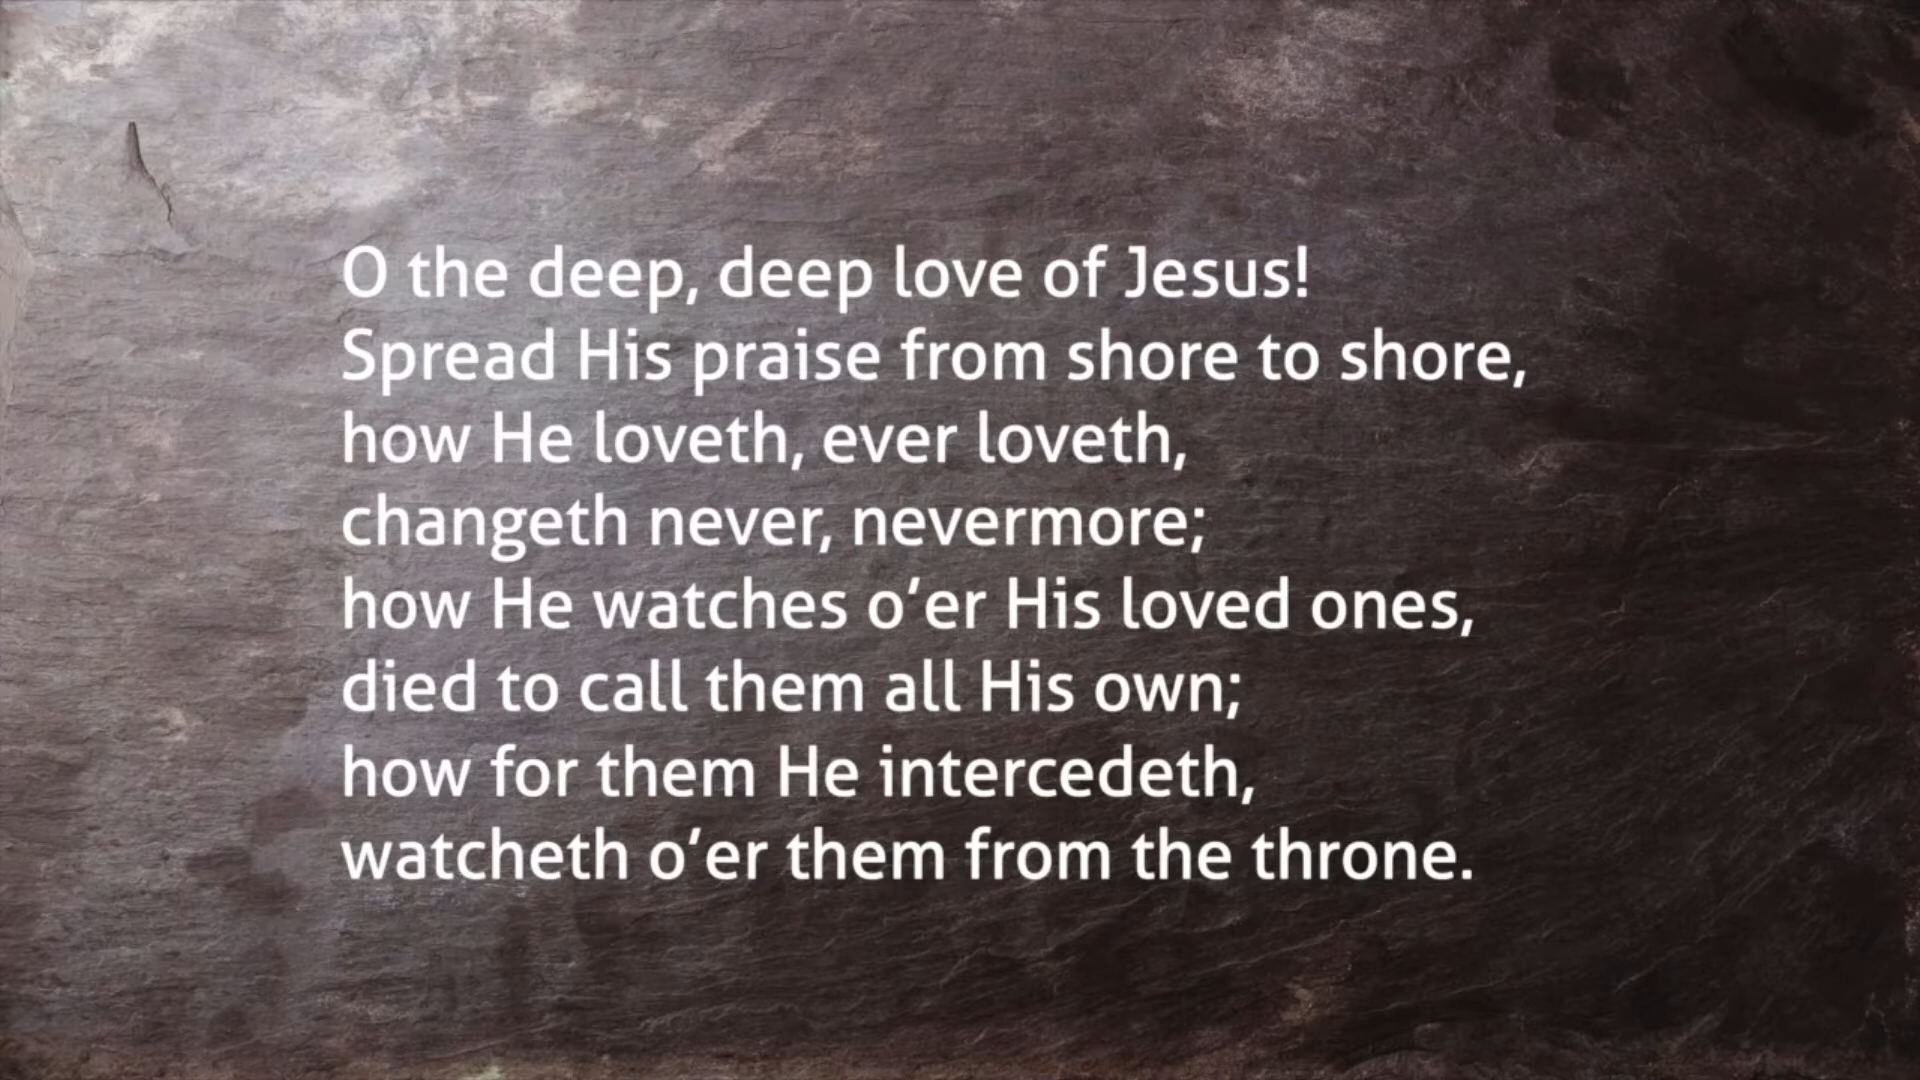 O the deep, deep love of Jesus!
Spread His praise from shore to shore,
how He loveth, ever loveth,
changeth never, nevermore;
how He watches o’er His loved ones,
died to call them all His own;
how for them He intercedeth,
watcheth o’er them from the throne.